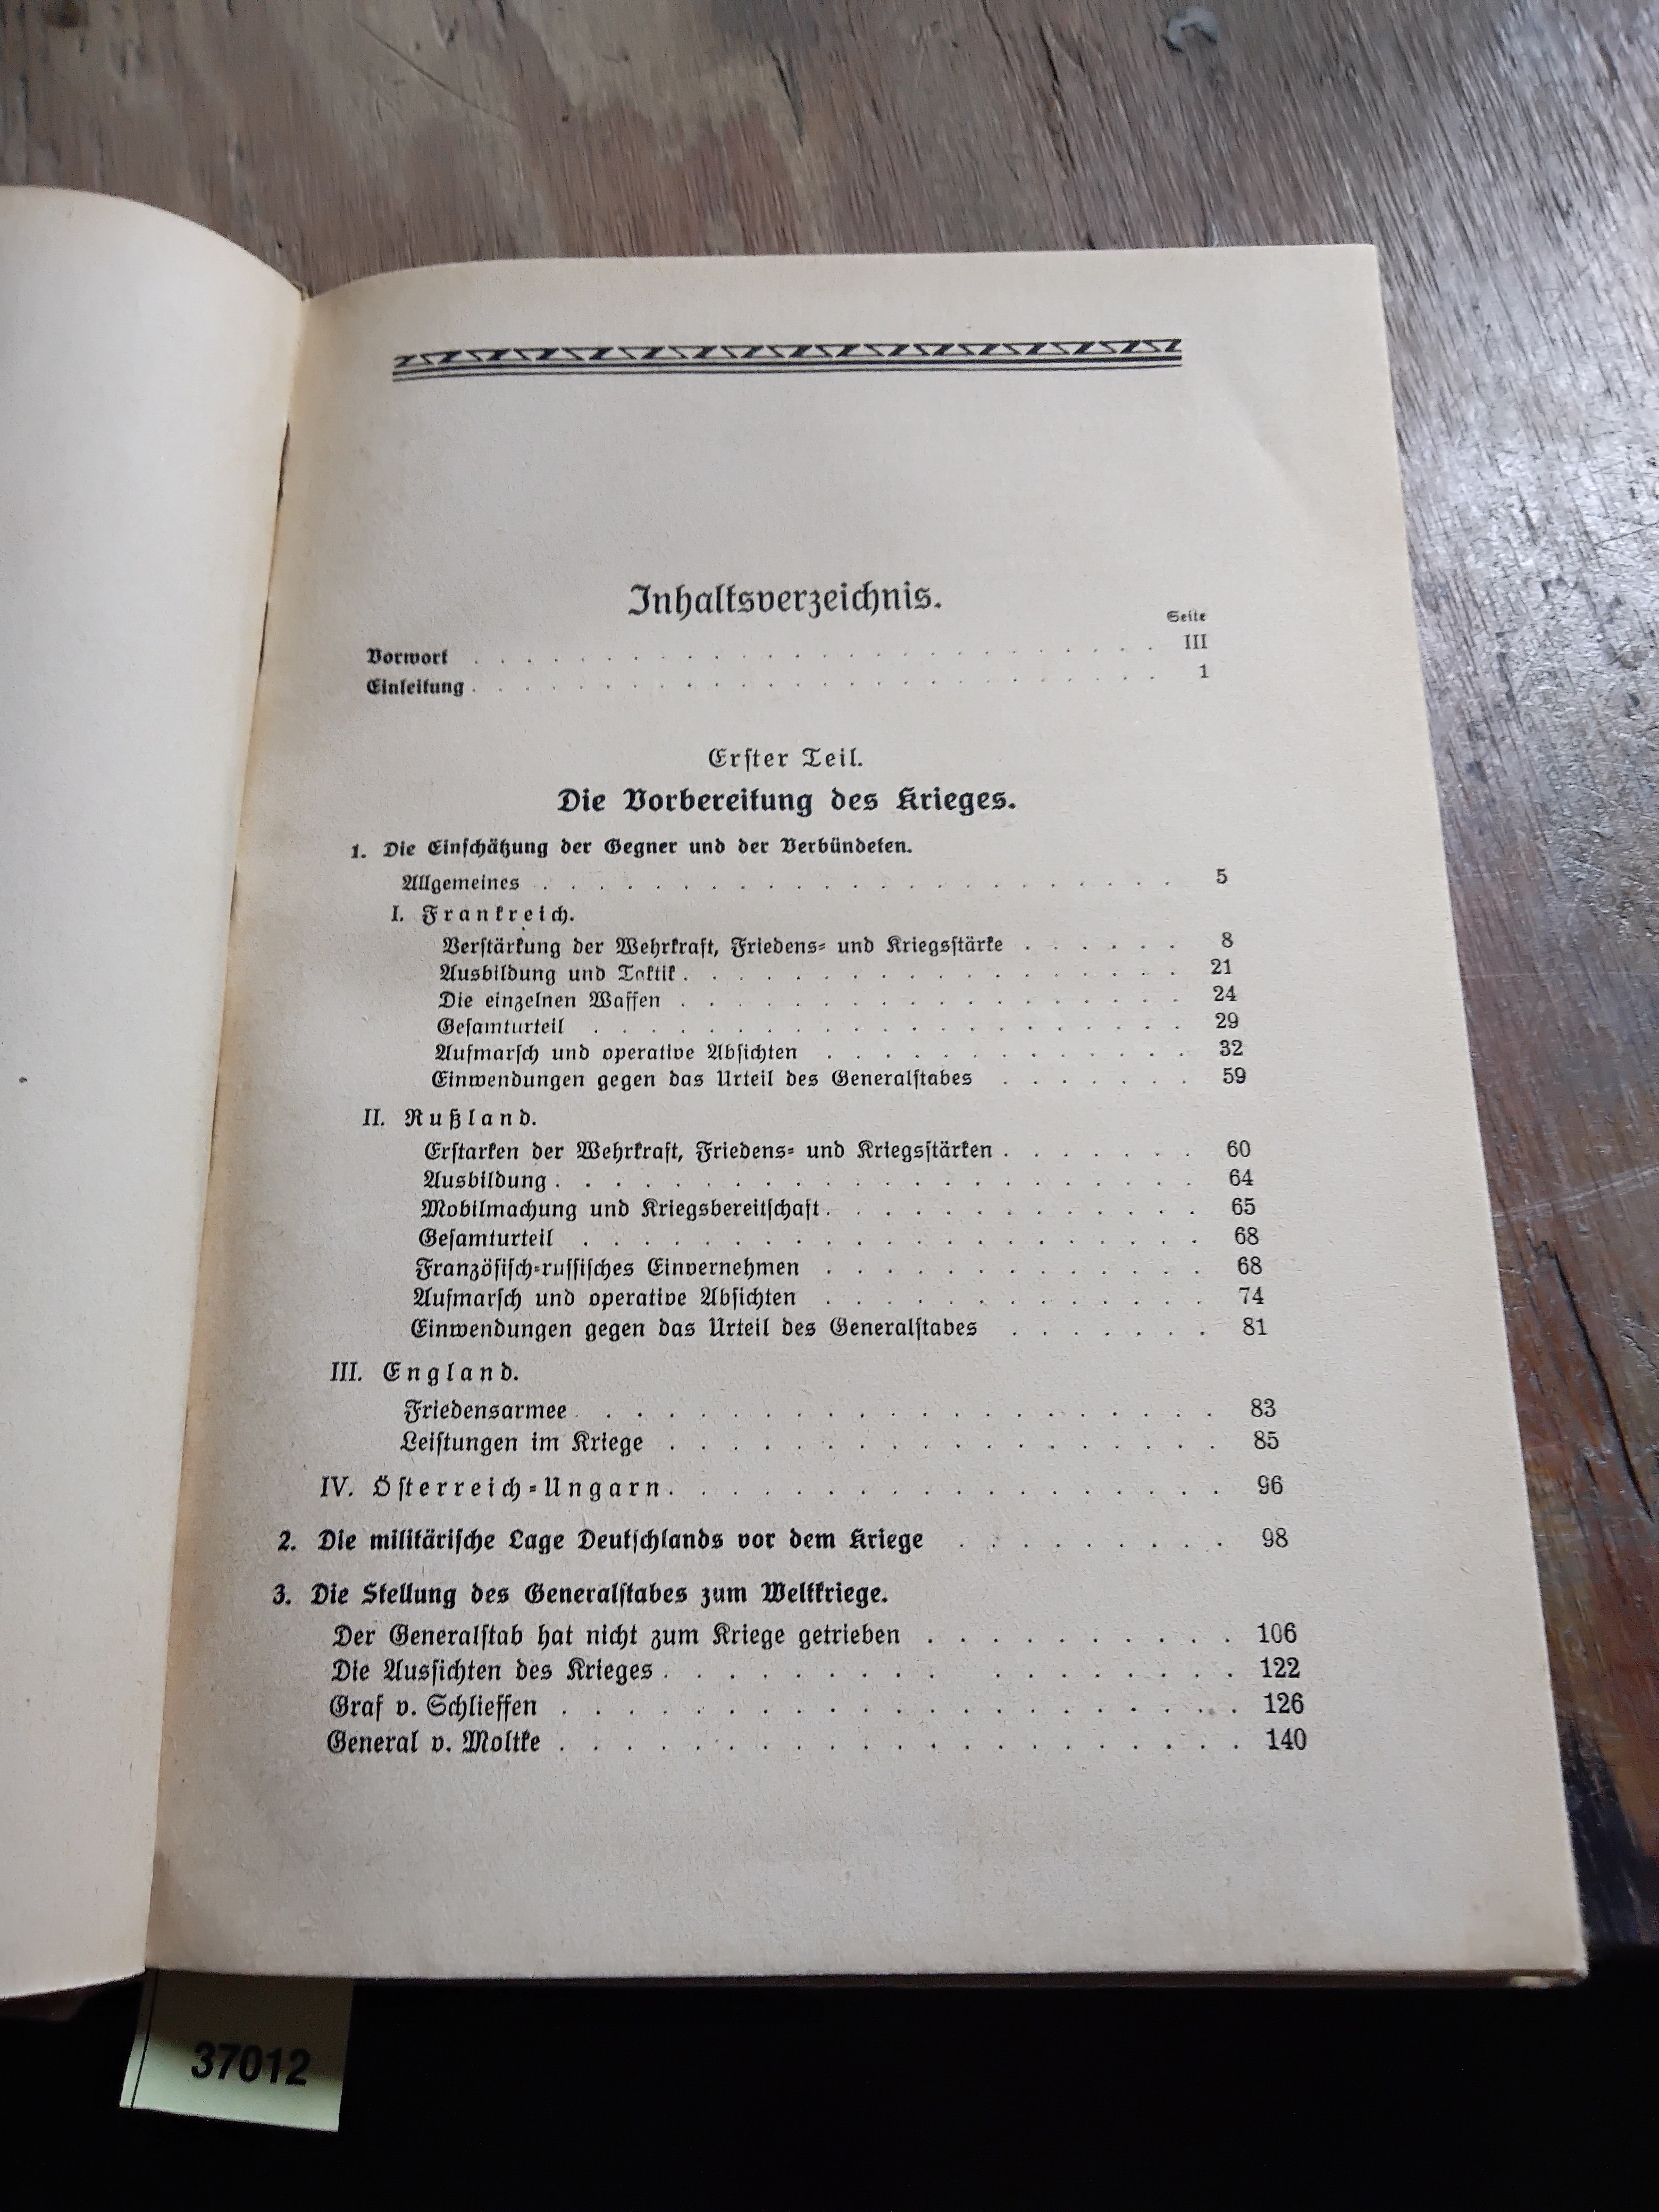 Inhaltsverzeichnis.
Seite
Vorwort . . . . . . . . . . . . . . . . . . . . . . . . . . III
Einleitung . . . . . . . . . . . . . . . . . . . . . . . . . . 1
Erſter Teil.
Die Vorbereitung des Krieges.
1. Die Einſchätzung der Gegner und der Verbündeten.
Allgemeines . . . . . . . . . . . . . . . . . . . . 5
I. Frankreich.
Verſtärkung der Wehrkraft, Friedens- und Kriegsſtärke . . . . . . 8
Ausbildung und Taktik . . . . . . . . . . . . . . . . . . 21
Die einzelnen Waffen . . . . . . . . . . . . . . . . . . 24
Geſamturteil . . . . . . . . . . . . . . . . . . . . 29
Aufmarſch und operative Abſichten . . . . . . . . . . . . . 32
Einwendungen gegen das Urteil des Generalſtabes . . . . . . . 59
II. Rußland.
Erſtarken der Wehrkraft, Friedens- und Kriegsſtärken . . . . . . . 60
Ausbildung . . . . . . . . . . . . . . . . . . . . . . 64
Mobilmachung und Kriegsbereitſchaft . . . . . . . . . . . . . 65
Geſamturteil . . . . . . . . . . . . . . . . . . . . . 68
Franzöſiſch-ruſſiſches Einvernehmen . . . . . . . . . . . . . 68
Aufmarſch und operative Abſichten . . . . . . . . . . . . . 74
Einwendungen gegen das Urteil des Generalſtabes . . . . . . . 81
III. England.
Friedensarmee . . . . . . . . . . . . . . . . . . . . . 83
Leiſtungen im Kriege . . . . . . . . . . . . . . . . . . 85
IV. Öſterreich-Ungarn . . . . . . . . . . . . . . . . . . 96
2. Die militäriſche Lage Deutſchlands vor dem Kriege . . . . . . . . . 98
3. Die Stellung des Generalſtabes zum Weltkriege.
Der Generalſtab hat nicht zum Kriege getrieben . . . . . . . . . . 106
Die Ausſichten des Krieges . . . . . . . . . . . . . . . . . . 122
Graf v. Schlieffen . . . . . . . . . . . . . . . . . . . . . 126
General v. Moltke . . . . . . . . . . . . . . . . . . . . . 140
37012